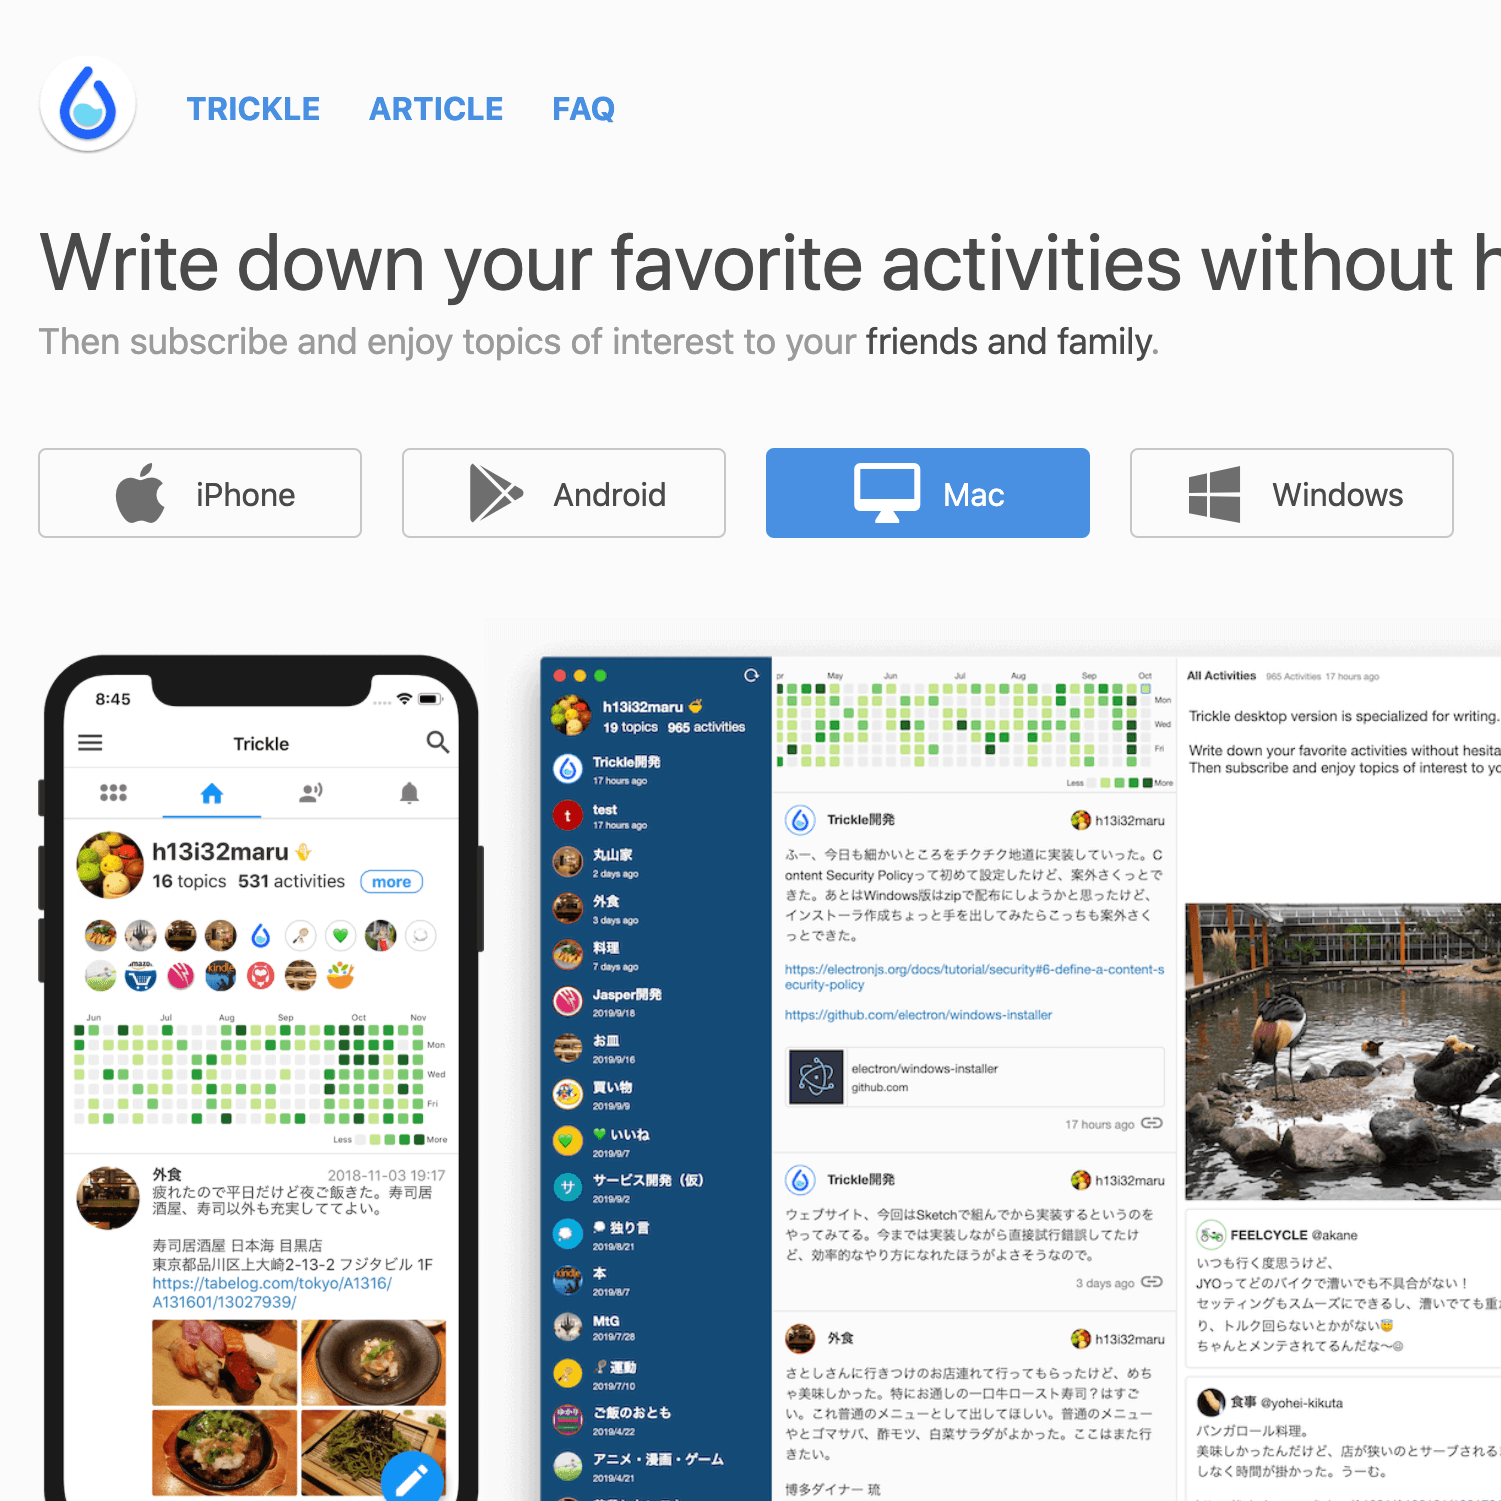 TRICKLE ARTICLE FAQ
Write down your favorite activities without h
Then subscribe and enjoy topics of interest to your friends and family.
iPhone Android Mac Windows
8:45
Trickle
h13i32maru
16 topics 531 activities more
amazo.
kindle
Jun Jul Aug Sep Oct Nov
Mon
Wed
Fri
Less More
外食 2018-11-03 19:17
疲れたので平日だけど夜ご飯きた。寿司居
酒屋、寿司以外も充実しててよい。
寿司居酒屋 日本海 目黒店
東京都品川区上大崎2-13-2 フジタビル 1F
https://tabelog.com/tokyo/A1316/
A131601/13027939/
h13i32maru
19 topics 965 activities
Trickle開発
17 hours ago
t
test
17 hours ago
丸山家
2 days ago
外食
3 days ago
料理
7 days ago
Jasper開発
2019/9/18
お皿
2019/9/16
買い物
2019/9/9
💚 いいね
2019/9/7
サ
サービス開発（仮）
2019/9/2
独り言
2019/8/21
kindle
本
2019/8/7
MtG
2019/7/28
運動
2019/7/10
ゆかり
ご飯のおとも
2019/4/22
アニメ・漫画・ゲーム
2019/4/21
pr May Jun Jul Aug Sep Oct
Mon
Wed
Fri
Less More
Trickle開発 h13i32maru
ふー、今日も細かいところをチクチク地道に実装していった。C
ontent Security Policyって初めて設定したけど、案外さくっとで
きた。あとはWindows版はzipで配布にしようかと思ったけど、
インストーラ作成ちょっと手を出してみたらこっちも案外さく
っとできた。
https://electronjs.org/docs/tutorial/security#6-define-a-content-s
ecurity-policy
https://github.com/electron/windows-installer
electron/windows-installer
github.com
17 hours ago
Trickle開発 h13i32maru
ウェブサイト、今回はSketchで組んでから実装するというのを
やってみてる。今までは実装しながら直接試行錯誤してたけ
ど、効率的なやり方になれたほうがよさそうなので。
3 days ago
外食 h13i32maru
さとしさんに行きつけのお店連れて行ってもらったけど、めち
ゃ美味しかった。特にお通しの一口牛ロースト寿司？はすご
い。これ普通のメニューとして出してほしい。普通のメニュー
やとゴマサバ、酢モツ、白菜サラダがよかった。ここはまた行
きたい。
博多ダイナー 琉
All Activities 965 Activities 17 hours ago
Trickle desktop version is specialized for writing.
Write down your favorite activities without hesita
Then subscribe and enjoy topics of interest to yo
FEELCYCLE @akane
いつも行く度思うけど、
JYOってどのバイクで漕いでも不具合がない！
セッティングもスムーズにできるし、漕いでても重
り、トルク回らないとかがない😇
ちゃんとメンテされてるんだな〜☺
食事 @yohei-kikuta
バンガロール料理。
美味しかったんだけど、店が狭いのとサーブされる
しなく時間が掛かった。うーむ。